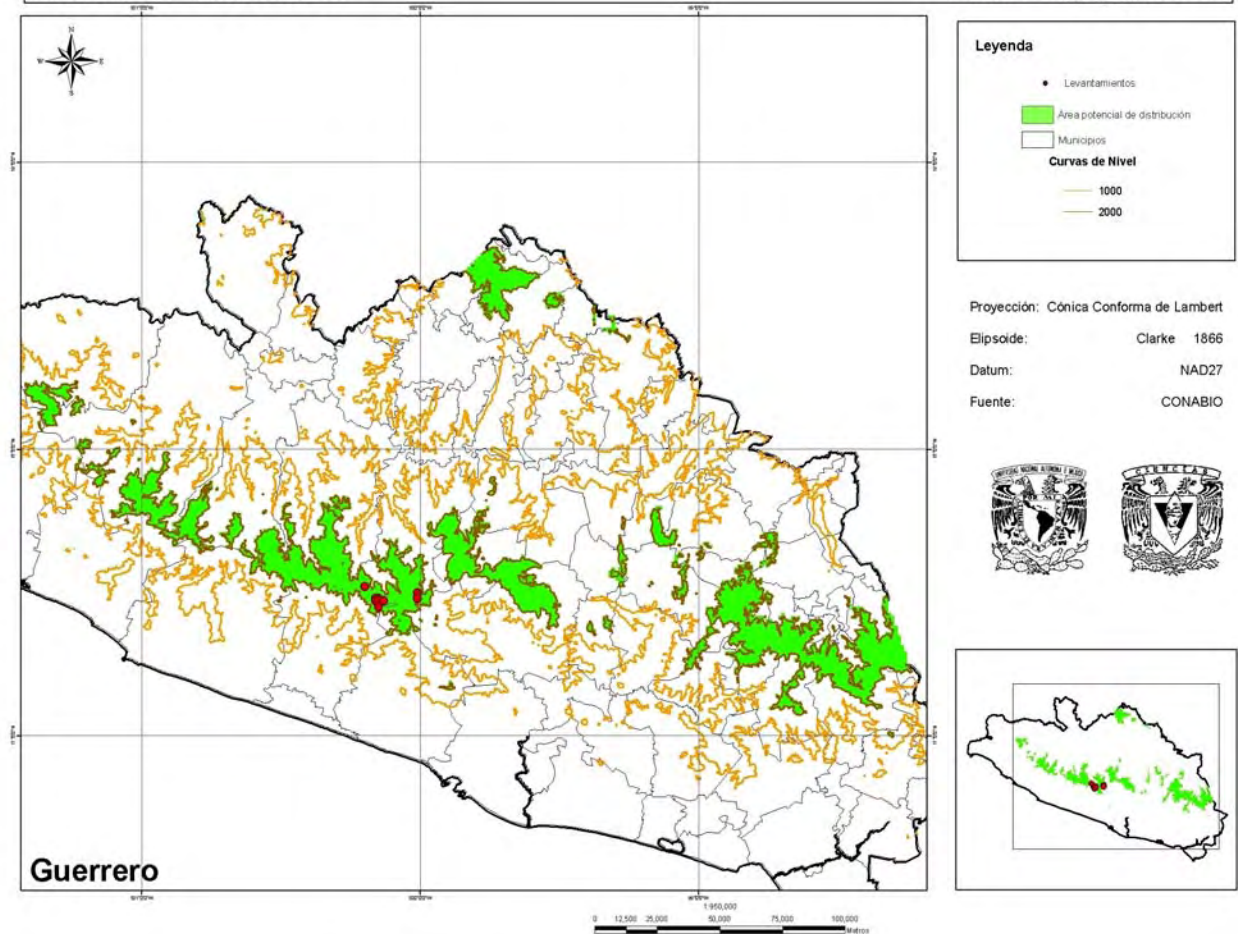 N
W E
S
Leyenda
Levantamientos
Área potencial de distribución
Municipios
Curvas de Nivel
1000
2000
Proyección: Cónica Conforma de Lambert
Elipsoide: Clarke 1866
Datum: NAD27
Fuente: CONABIO
Guerrero
1:950,000
0 12,500 25,000 50,000 75,000 100,000
Metros